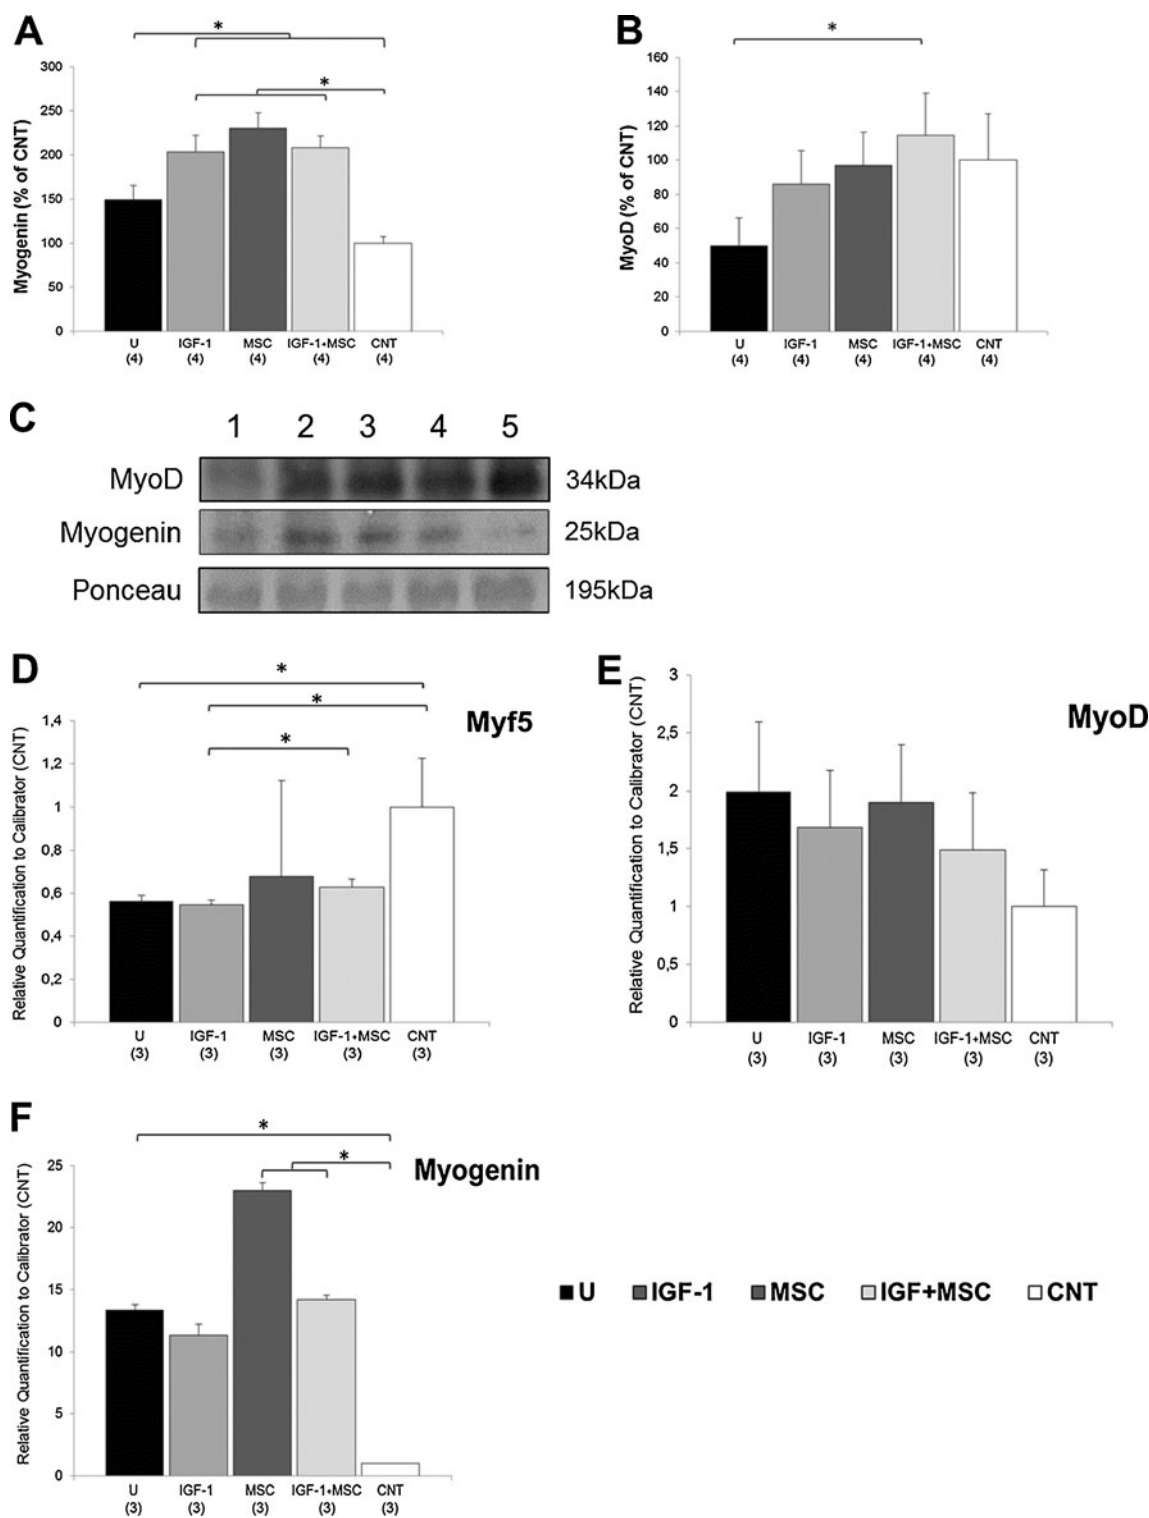 A
*
*
Myogenin (% of CNT)
300
250
200
150
100
50
0
U IGF-1 MSC IGF-1+MSC CNT
(4) (4) (4) (4) (4)
B
*
MyoD (% of CNT)
160
140
120
100
80
60
40
20
0
U IGF-1 MSC IGF-1+MSC CNT
(4) (4) (4) (4) (4)
C
1 2 3 4 5
MyoD 34kDa
Myogenin 25kDa
Ponceau 195kDa
D
*
*
*
Myf5
Relative Quantification to Calibrator (CNT)
1,4
1,2
1
0,8
0,6
0,4
0,2
0
U IGF-1 MSC IGF-1+MSC CNT
(3) (3) (3) (3) (3)
E
MyoD
Relative Quantification to Calibrator (CNT)
3
2,5
2
1,5
1
0,5
0
U IGF-1 MSC IGF-1+MSC CNT
(3) (3) (3) (3) (3)
F
*
*
Myogenin
Relative Quantification to Calibrator (CNT)
25
20
15
10
5
0
U IGF-1 MSC IGF-1+MSC CNT
(3) (3) (3) (3) (3)
U IGF-1 MSC IGF+MSC CNT